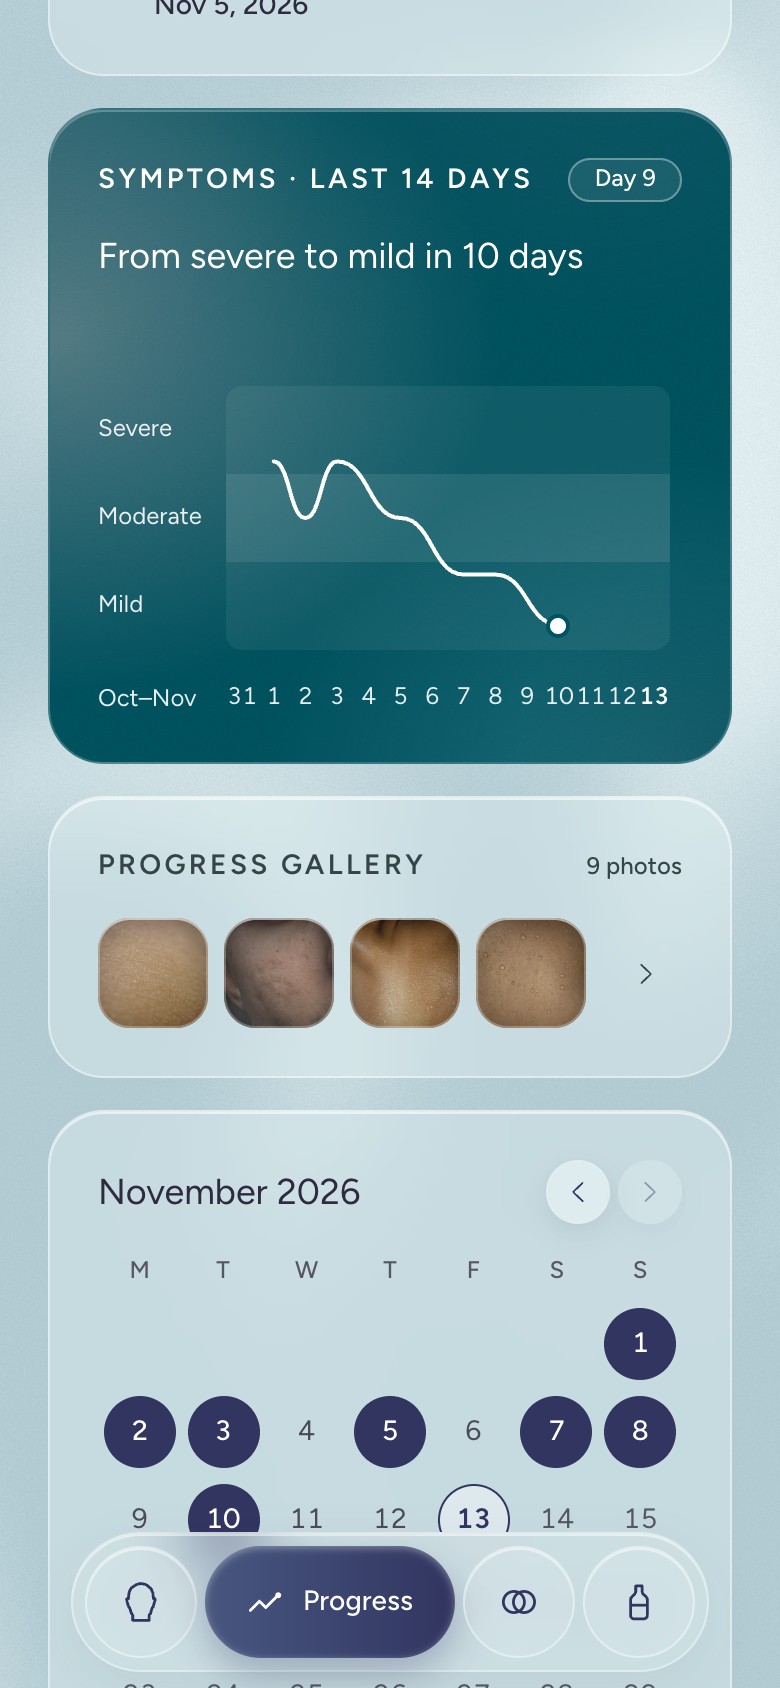 Nov 5, 2026
SYMPTOMS · LAST 14 DAYS
Day 9
From severe to mild in 10 days
Severe
Moderate
Mild
Oct–Nov 31 1 2 3 4 5 6 7 8 9 10 11 12 13
PROGRESS GALLERY
9 photos
November 2026
M T W T F S S
1
2 3 4 5 6 7 8
9 10 11 12 13 14 15
Progress